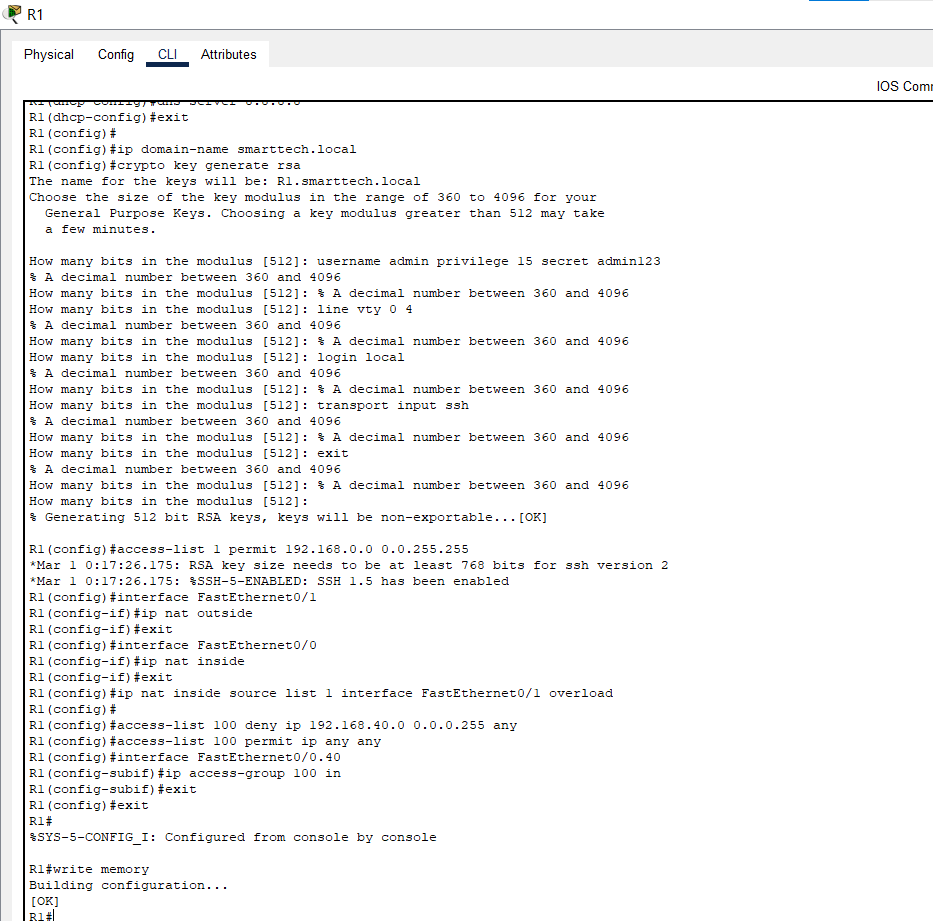 R1
Physical Config CLI Attributes
IOS Com
R1(dhcp-config)#dns-server 8.8.8.8
R1(dhcp-config)#exit
R1(config)#
R1(config)#ip domain-name smarttech.local
R1(config)#crypto key generate rsa
The name for the keys will be: R1.smarttech.local
Choose the size of the key modulus in the range of 360 to 4096 for your
General Purpose Keys. Choosing a key modulus greater than 512 may take
a few minutes.
How many bits in the modulus [512]: username admin privilege 15 secret admin123
% A decimal number between 360 and 4096
How many bits in the modulus [512]: % A decimal number between 360 and 4096
How many bits in the modulus [512]: line vty 0 4
% A decimal number between 360 and 4096
How many bits in the modulus [512]: % A decimal number between 360 and 4096
How many bits in the modulus [512]: login local
% A decimal number between 360 and 4096
How many bits in the modulus [512]: % A decimal number between 360 and 4096
How many bits in the modulus [512]: transport input ssh
% A decimal number between 360 and 4096
How many bits in the modulus [512]: % A decimal number between 360 and 4096
How many bits in the modulus [512]: exit
% A decimal number between 360 and 4096
How many bits in the modulus [512]: % A decimal number between 360 and 4096
How many bits in the modulus [512]:
% Generating 512 bit RSA keys, keys will be non-exportable...[OK]
R1(config)#access-list 1 permit 192.168.0.0 0.0.255.255
*Mar 1 0:17:26.175: RSA key size needs to be at least 768 bits for ssh version 2
*Mar 1 0:17:26.175: %SSH-5-ENABLED: SSH 1.5 has been enabled
R1(config)#interface FastEthernet0/1
R1(config-if)#ip nat outside
R1(config-if)#exit
R1(config)#interface FastEthernet0/0
R1(config-if)#ip nat inside
R1(config-if)#exit
R1(config)#ip nat inside source list 1 interface FastEthernet0/1 overload
R1(config)#
R1(config)#access-list 100 deny ip 192.168.40.0 0.0.0.255 any
R1(config)#access-list 100 permit ip any any
R1(config)#interface FastEthernet0/0.40
R1(config-subif)#ip access-group 100 in
R1(config-subif)#exit
R1(config)#exit
R1#
%SYS-5-CONFIG_I: Configured from console by console
R1#write memory
Building configuration...
[OK]
R1#